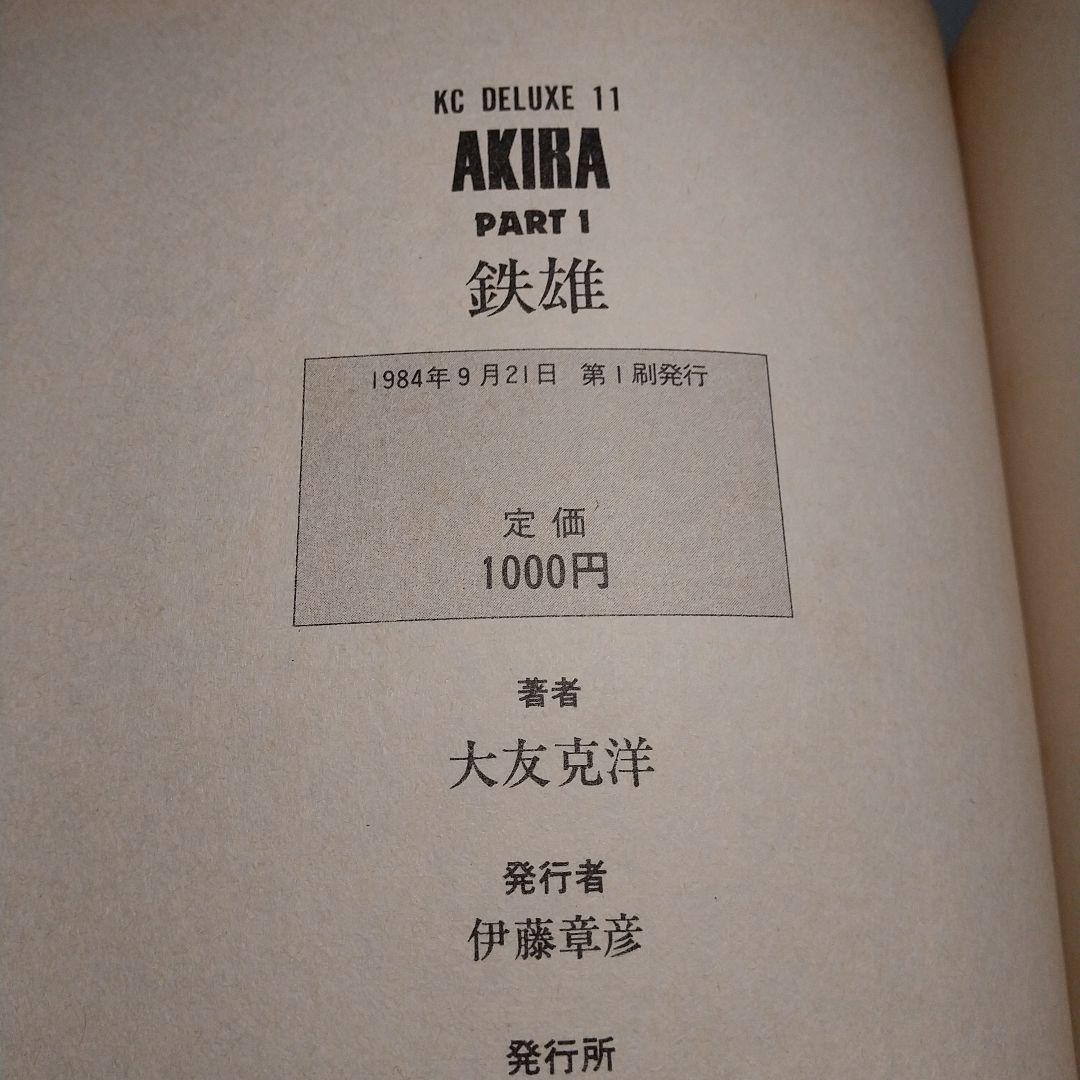 KC DELUXE 11
AKIRA
PART 1
鉄雄
1984年9月21日 第1刷発行
定価
1000円
著者
大友克洋
発行者
伊藤章彦
発行所